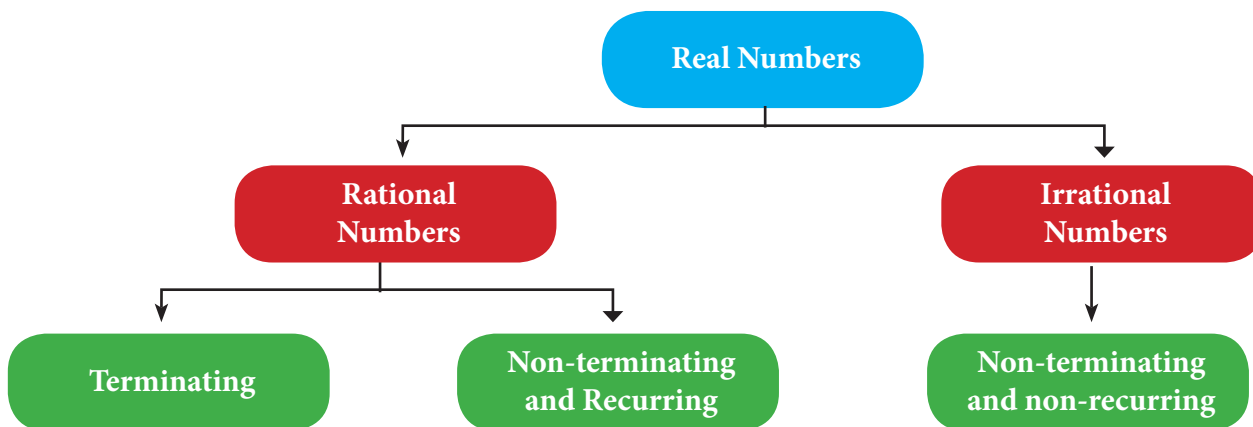 Real Numbers
Rational
Numbers
Irrational
Numbers
Terminating
Non-terminating
and Recurring
Non-terminating
and non-recurring